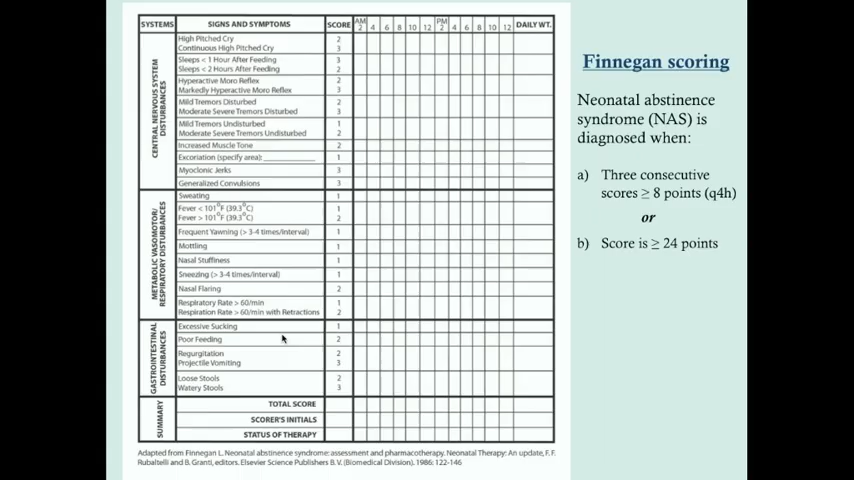 SYSTEMS SIGNS AND SYMPTOMS SCORE AM 2 4 6 8 10 12 PM 2 4 6 8 10 12 DAILY WT.
CENTRAL NERVOUS SYSTEM DISTURBANCES
High Pitched Cry 2
Continuous High Pitched Cry 3
Sleeps < 1 Hour After Feeding 3
Sleeps < 2 Hours After Feeding 2
Hyperactive Moro Reflex 2
Markedly Hyperactive Moro Reflex 3
Mild Tremors Disturbed 2
Moderate Severe Tremors Disturbed 3
Mild Tremors Undisturbed 1
Moderate Severe Tremors Undisturbed 2
Increased Muscle Tone 2
Excoriation (specify area): ____________ 1
Myoclonic Jerks 3
Generalized Convulsions 3
METABOLIC VASOMOTOR/
RESPIRATORY DISTURBANCES
Sweating 1
Fever < 101°F (39.3°C) 1
Fever > 101°F (39.3°C) 2
Frequent Yawning (> 3-4 times/interval) 1
Mottling 1
Nasal Stuffiness 1
Sneezing (> 3-4 times/interval) 1
Nasal Flaring 2
Respiratory Rate > 60/min 1
Respiration Rate > 60/min with Retractions 2
GASTROINTESTINAL
DISTURBANCES
Excessive Sucking 1
Poor Feeding 2
Regurgitation 2
Projectile Vomiting 3
Loose Stools 2
Watery Stools 3
SUMMARY
TOTAL SCORE
SCORER'S INITIALS
STATUS OF THERAPY
Adapted from Finnegan L. Neonatal abstinence syndrome: assessment and pharmacotherapy. Neonatal Therapy: An update, F. F.
Rubaltelli and B. Granti, editors. Elsevier Science Publishers B. V. (Biomedical Division). 1986: 122-146
Finnegan scoring
Neonatal abstinence
syndrome (NAS) is
diagnosed when:
a) Three consecutive
scores ≥ 8 points (q4h)
or
b) Score is ≥ 24 points